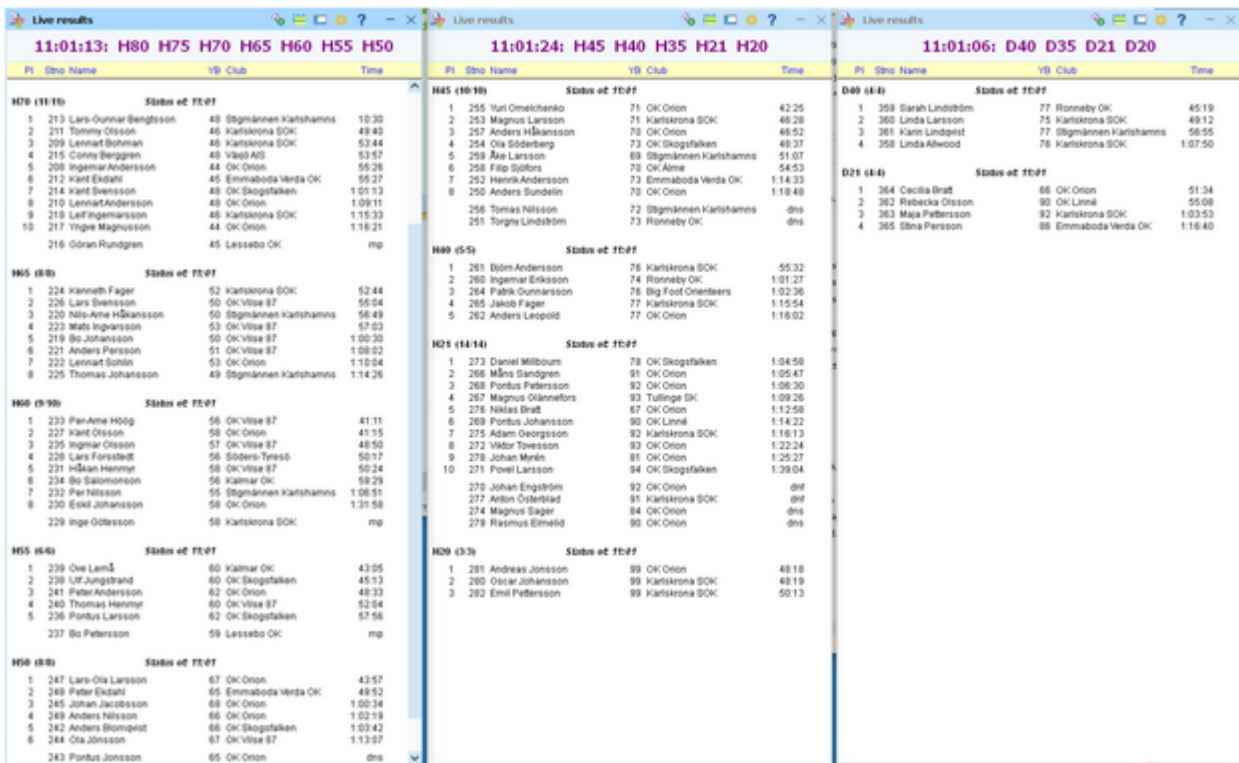 Live results
11:01:13: H80 H75 H70 H65 H60 H55 H50
Pl Stno Name YB Club Time
H70 (11/11) Status at: 11:01
1 213 Lars-Gunnar Bengtsson 48 Stigmännen Karlshamns 10:30
2 211 Tommy Olsson 46 Karlskrona SOK 49:40
3 209 Lennart Bohman 46 Karlskrona SOK 53:44
4 215 Conny Berggren 48 Växjö AIS 53:57
5 208 Ingemar Andersson 44 OK Orion 55:26
6 212 Kent Ekdahl 45 Emmaboda Verda OK 55:27
7 214 Kent Svensson 48 OK Skogsfalken 1:01:13
8 210 Lennart Andersson 48 OK Orion 1:09:11
9 218 Leif Ingemarsson 46 Karlskrona SOK 1:15:33
10 217 Yngve Magnusson 44 OK Orion 1:16:21
216 Göran Rundgren 45 Lessebo OK mp
H65 (8/8) Status at: 11:01
1 224 Kenneth Fager 52 Karlskrona SOK 52:44
2 226 Lars Svensson 50 OK Vilse 87 55:04
3 220 Nils-Arne Håkansson 50 Stigmännen Karlshamns 56:49
4 223 Mats Ingvarsson 53 OK Vilse 87 57:03
5 219 Bo Johansson 50 OK Vilse 87 1:00:30
6 221 Anders Persson 51 OK Vilse 87 1:08:02
7 222 Lennart Sohlin 53 OK Orion 1:10:04
8 225 Thomas Johansson 49 Stigmännen Karlshamns 1:14:26
H60 (9/10) Status at: 11:01
1 233 Per-Arne Höög 56 OK Vilse 87 41:11
2 227 Kent Olsson 58 OK Orion 41:15
3 235 Ingmar Olsson 57 OK Vilse 87 48:50
4 228 Lars Forsstedt 56 Söders-Tyresö 50:17
5 231 Håkan Henmyr 58 OK Vilse 87 50:24
6 234 Bo Salomonson 56 Kalmar OK 59:29
7 232 Per Nilsson 55 Stigmännen Karlshamns 1:06:51
8 230 Eskil Johansson 58 OK Orion 1:31:58
229 Inge Götesson 58 Karlskrona SOK mp
H55 (6/6) Status at: 11:01
1 239 Ove Lernå 60 Kalmar OK 43:05
2 238 Ulf Jungstrand 60 OK Skogsfalken 45:13
3 241 Peter Andersson 62 OK Orion 48:33
4 240 Thomas Henmyr 60 OK Vilse 87 52:04
5 236 Pontus Larsson 62 OK Skogsfalken 57:56
237 Bo Petersson 59 Lessebo OK mp
H50 (8/8) Status at: 11:01
1 247 Lars-Ola Larsson 67 OK Orion 43:57
2 248 Peter Ekdahl 65 Emmaboda Verda OK 49:52
3 245 Johan Jacobsson 68 OK Orion 1:00:34
4 249 Anders Nilsson 66 OK Orion 1:02:19
5 242 Anders Blomqvist 66 OK Skogsfalken 1:03:42
6 244 Ola Jönsson 67 OK Vilse 87 1:13:07
243 Pontus Jonsson 65 OK Orion dns
Live results
11:01:24: H45 H40 H35 H21 H20
Pl Stno Name YB Club Time
H45 (10/10) Status at: 11:01
1 255 Yuri Omelchenko 71 OK Orion 42:25
2 253 Magnus Larsson 71 Karlskrona SOK 46:28
3 257 Anders Håkansson 70 OK Orion 46:52
4 254 Ola Söderberg 73 OK Skogsfalken 48:37
5 259 Åke Larsson 69 Stigmännen Karlshamns 51:07
6 258 Filip Sjöfors 70 OK Älme 54:53
7 252 Henrik Andersson 73 Emmaboda Verda OK 1:14:33
8 250 Anders Sundelin 70 OK Orion 1:18:48
256 Tomas Nilsson 72 Stigmännen Karlshamns dns
251 Torgny Lindström 73 Ronneby OK dns
H40 (5/5) Status at: 11:01
1 261 Björn Andersson 76 Karlskrona SOK 55:32
2 260 Ingemar Eriksson 74 Ronneby OK 1:01:27
3 264 Patrik Gunnarsson 76 Big Foot Orienteers 1:02:36
4 265 Jakob Fager 77 Karlskrona SOK 1:15:54
5 262 Anders Leopold 77 OK Orion 1:16:02
H21 (14/14) Status at: 11:01
1 273 Daniel Millbourn 78 OK Skogsfalken 1:04:58
2 266 Måns Sandgren 91 OK Orion 1:05:47
3 268 Pontus Petersson 92 OK Orion 1:06:30
4 267 Magnus Olännefors 93 Tullinge SK 1:09:26
5 276 Niklas Bratt 67 OK Orion 1:12:58
6 269 Pontus Johansson 90 OK Linné 1:14:22
7 275 Adam Georgsson 92 Karlskrona SOK 1:16:13
8 272 Viktor Tovesson 93 OK Orion 1:22:24
9 278 Johan Myrén 81 OK Orion 1:25:27
10 271 Povel Larsson 94 OK Skogsfalken 1:39:04
270 Johan Engström 92 OK Orion dnf
277 Anton Österblad 91 Karlskrona SOK dnf
274 Magnus Sager 84 OK Orion dns
279 Rasmus Elmelid 90 OK Orion dns
H20 (3/3) Status at: 11:01
1 281 Andreas Jonsson 99 OK Orion 48:18
2 280 Oscar Johansson 99 Karlskrona SOK 48:19
3 282 Emil Pettersson 99 Karlskrona SOK 50:13
Live results
11:01:06: D40 D35 D21 D20
Pl Stno Name YB Club Time
D40 (4/4) Status at: 11:01
1 359 Sarah Lindström 77 Ronneby OK 45:19
2 360 Linda Larsson 75 Karlskrona SOK 49:12
3 361 Karin Lindqvist 77 Stigmännen Karlshamns 56:55
4 358 Linda Allwood 76 Karlskrona SOK 1:07:50
D21 (4/4) Status at: 11:01
1 364 Cecilia Bratt 66 OK Orion 51:34
2 362 Rebecka Olsson 90 OK Linné 55:08
3 363 Maja Pettersson 92 Karlskrona SOK 1:03:53
4 365 Stina Persson 86 Emmaboda Verda OK 1:16:40